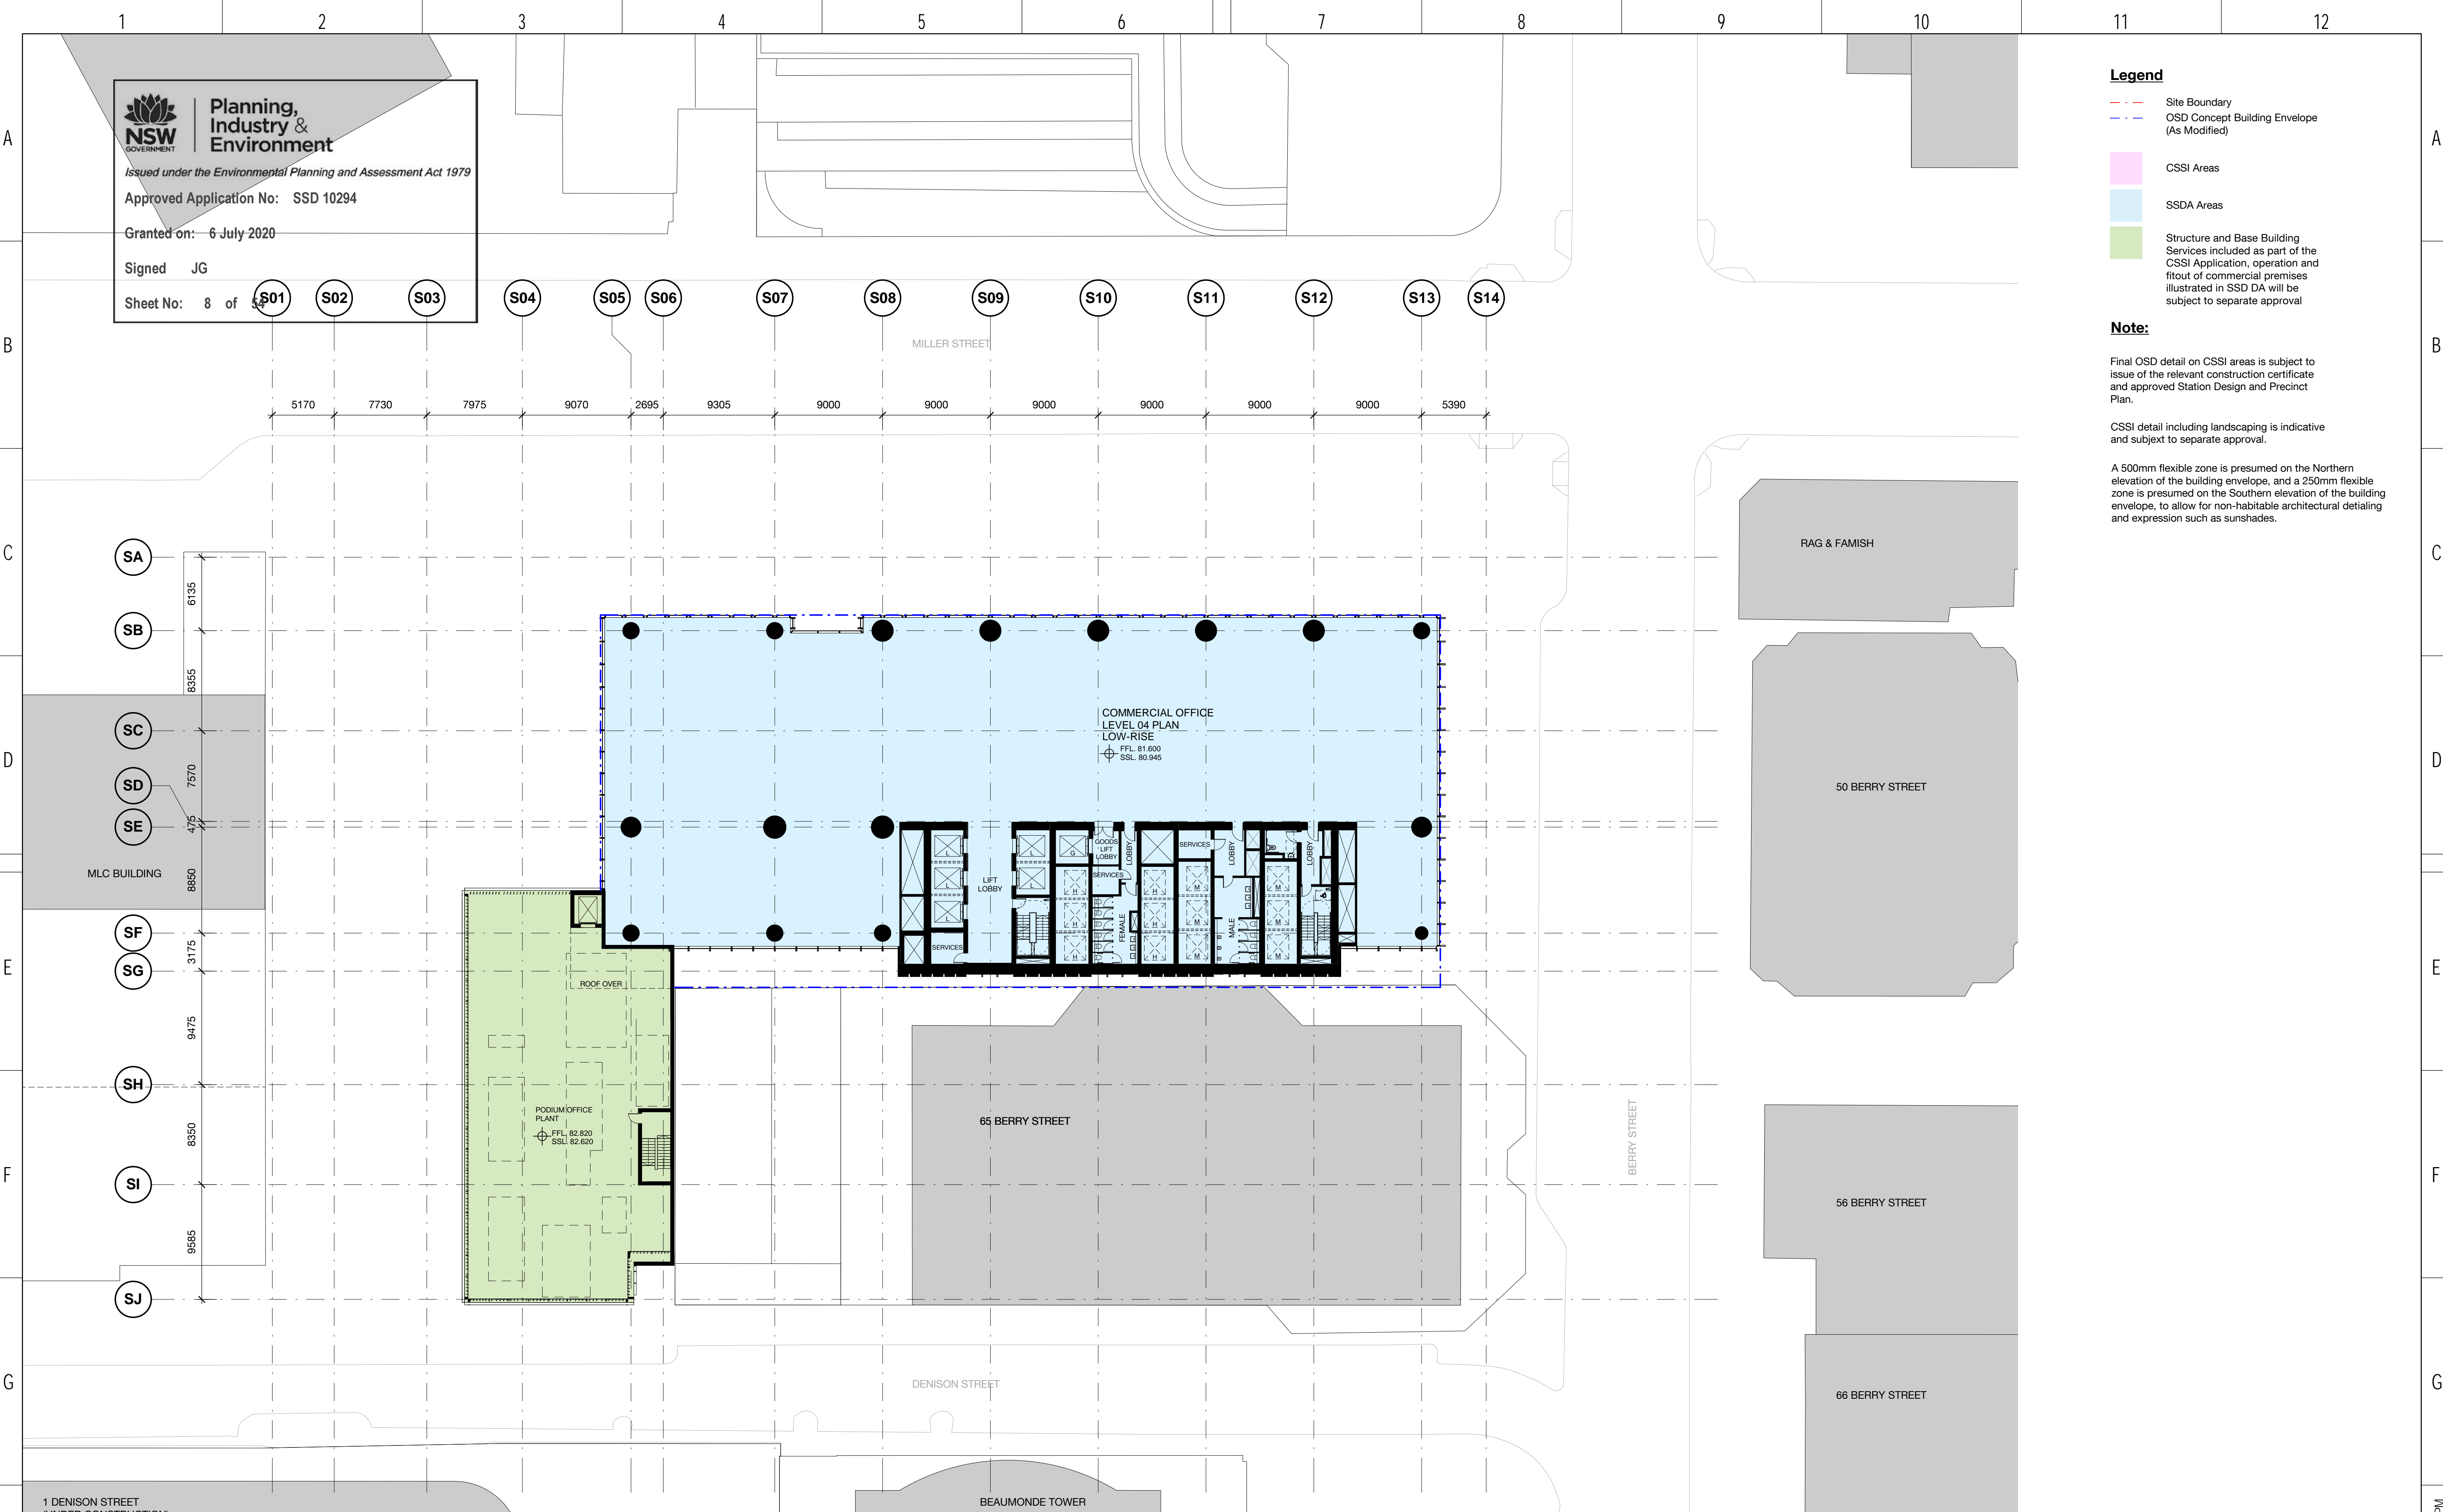 1 2 3 4 5 6 7 8 9 10 11 12
A
B
C
D
E
F
G
A
B
C
D
E
F
G
NSW
GOVERNMENT
Planning,
Industry &
Environment
Issued under the Environmental Planning and Assessment Act 1979
Approved Application No: SSD 10294
Granted on: 6 July 2020
Signed JG
Sheet No: 8 of 54
S01 S02 S03 S04 S05 S06 S07 S08 S09 S10 S11 S12 S13 S14
MILLER STREET
5170 7730 7975 9070 2695 9305 9000 9000 9000 9000 9000 9000 5390
SA
SB
SC
SD
SE
SF
SG
SH
SI
SJ
6135
8355
7570
475
8850
3175
9475
8350
9585
MLC BUILDING
COMMERCIAL OFFICE
LEVEL 04 PLAN
LOW-RISE
FFL. 81.600
SSL. 80.945
L
L
L
L
L
G
LIFT
LOBBY
SERVICES
GOODS
LIFT
LOBBY
LOBBY
SERVICES
FEMALE
H
H
H
H
H
H
SERVICES
M
M
M
LOBBY
MALE
M
M
M
LOBBY
ROOF OVER
PODIUM OFFICE
PLANT
FFL. 82.820
SSL. 82.620
65 BERRY STREET
BERRY STREET
DENISON STREET
RAG & FAMISH
50 BERRY STREET
56 BERRY STREET
66 BERRY STREET
1 DENISON STREET
BEAUMONDE TOWER
Legend
Site Boundary
OSD Concept Building Envelope
(As Modified)
CSSI Areas
SSDA Areas
Structure and Base Building
Services included as part of the
CSSI Application, operation and
fitout of commercial premises
illustrated in SSD DA will be
subject to separate approval
Note:
Final OSD detail on CSSI areas is subject to
issue of the relevant construction certificate
and approved Station Design and Precinct
Plan.
CSSI detail including landscaping is indicative
and subjext to separate approval.
A 500mm flexible zone is presumed on the Northern
elevation of the building envelope, and a 250mm flexible
zone is presumed on the Southern elevation of the building
envelope, to allow for non-habitable architectural detialing
and expression such as sunshades.